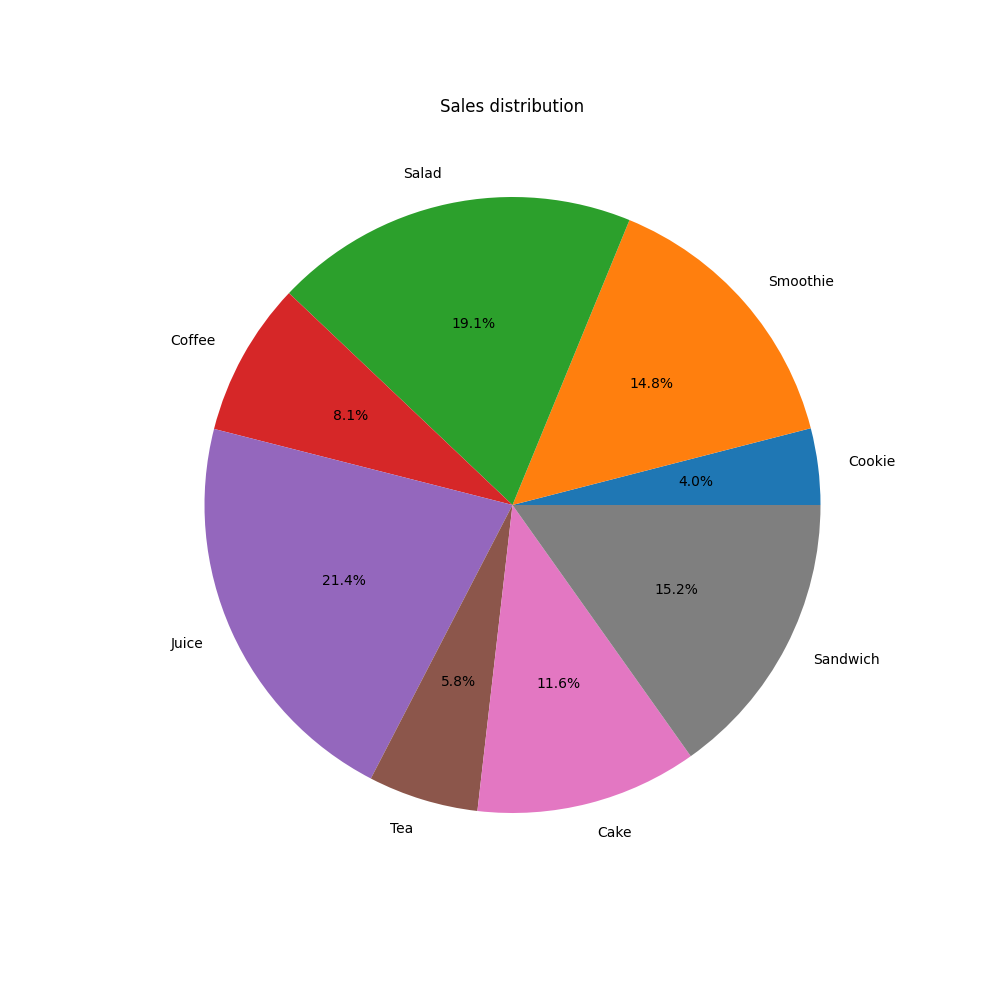 Sales distribution
Salad
Smoothie
19.1%
Coffee
14.8%
8.1%
Cookie
4.0%
21.4%
15.2%
Juice
Sandwich
5.8%
11.6%
Tea
Cake